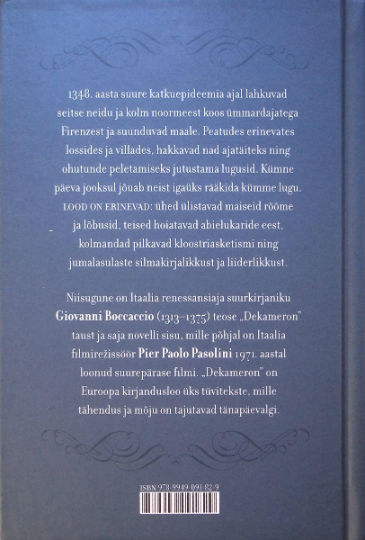 1348. aasta suure katkuepideemia ajal lahkuvad
seitse neidu ja kolm noormeest koos ümmardajatega
Firenzest ja suunduvad maale. Peatudes erinevates
lossides ja villades, hakkavad nad ajatäiteks ning
ohutunde peletamiseks jutustama lugusid. Kümne
päeva jooksul jõuab neist igaüks rääkida kümme lugu.
LOOD ON ERINEVAD: ühed ülistavad maiseid rõõme
ja lõbusid, teised hoiatavad abielukaride eest,
kolmandad pilkavad kloostriasketismi ning
jumalasulaste silmakirjalikkust ja liiderlikkust.
Niisugune on Itaalia renessansiaja suurkirjaniku
Giovanni Boccaccio (1313–1375) teose „Dekameron”
taust ja saja novelli sisu, mille põhjal on Itaalia
filmirežissöör Pier Paolo Pasolini 1971. aastal
loonud suurepärase filmi. „Dekameron” on
Euroopa kirjandusloo üks tüvitekste, mille
tähendus ja mõju on tajutavad tänapäevalgi.
ISBN 978-9949-091-82-9